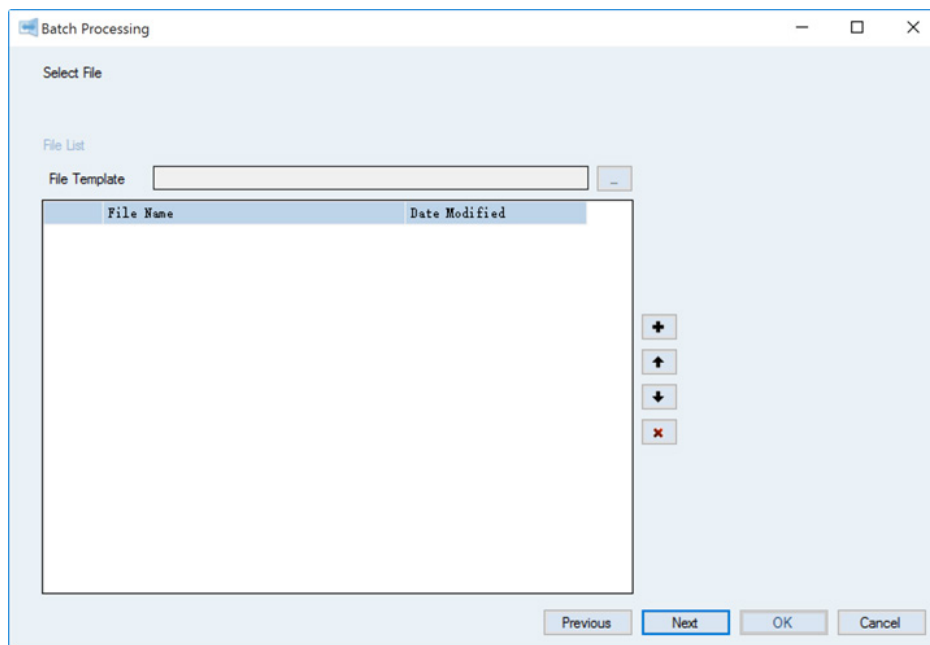 Batch Processing
Select File
File List
File Template ...
File Name Date Modified
Previous Next OK Cancel